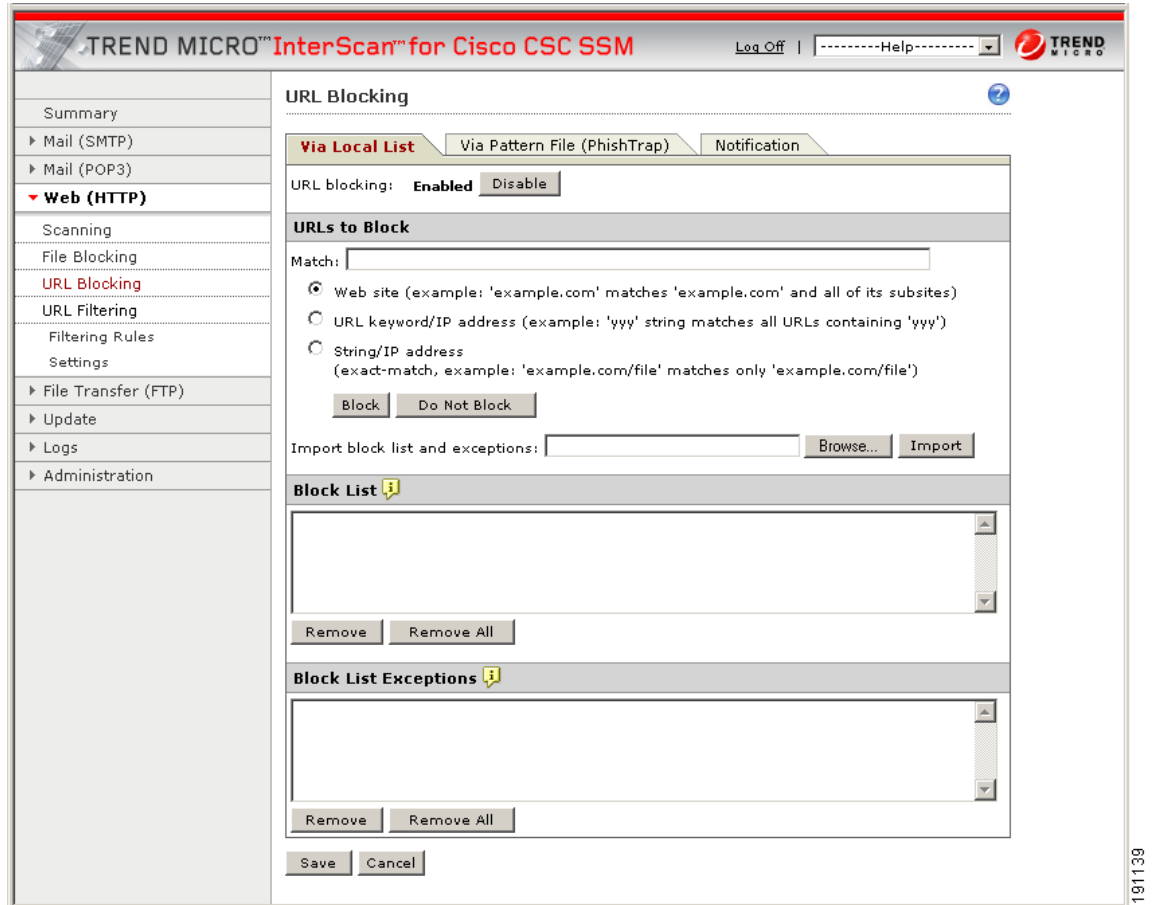 TREND MICRO™ InterScan™ for Cisco CSC SSM
Log Off | ---------Help---------
TREND MICRO
Summary
Mail (SMTP)
Mail (POP3)
Web (HTTP)
Scanning
File Blocking
URL Blocking
URL Filtering
Filtering Rules
Settings
File Transfer (FTP)
Update
Logs
Administration
URL Blocking
?
Via Local List
Via Pattern File (PhishTrap)
Notification
URL blocking: Enabled Disable
URLs to Block
Match:
Web site (example: 'example.com' matches 'example.com' and all of its subsites)
URL keyword/IP address (example: 'yyy' string matches all URLs containing 'yyy')
String/IP address
(exact-match, example: 'example.com/file' matches only 'example.com/file')
Block Do Not Block
Import block list and exceptions: Browse... Import
Block List i
Remove Remove All
Block List Exceptions i
Remove Remove All
Save Cancel
191139